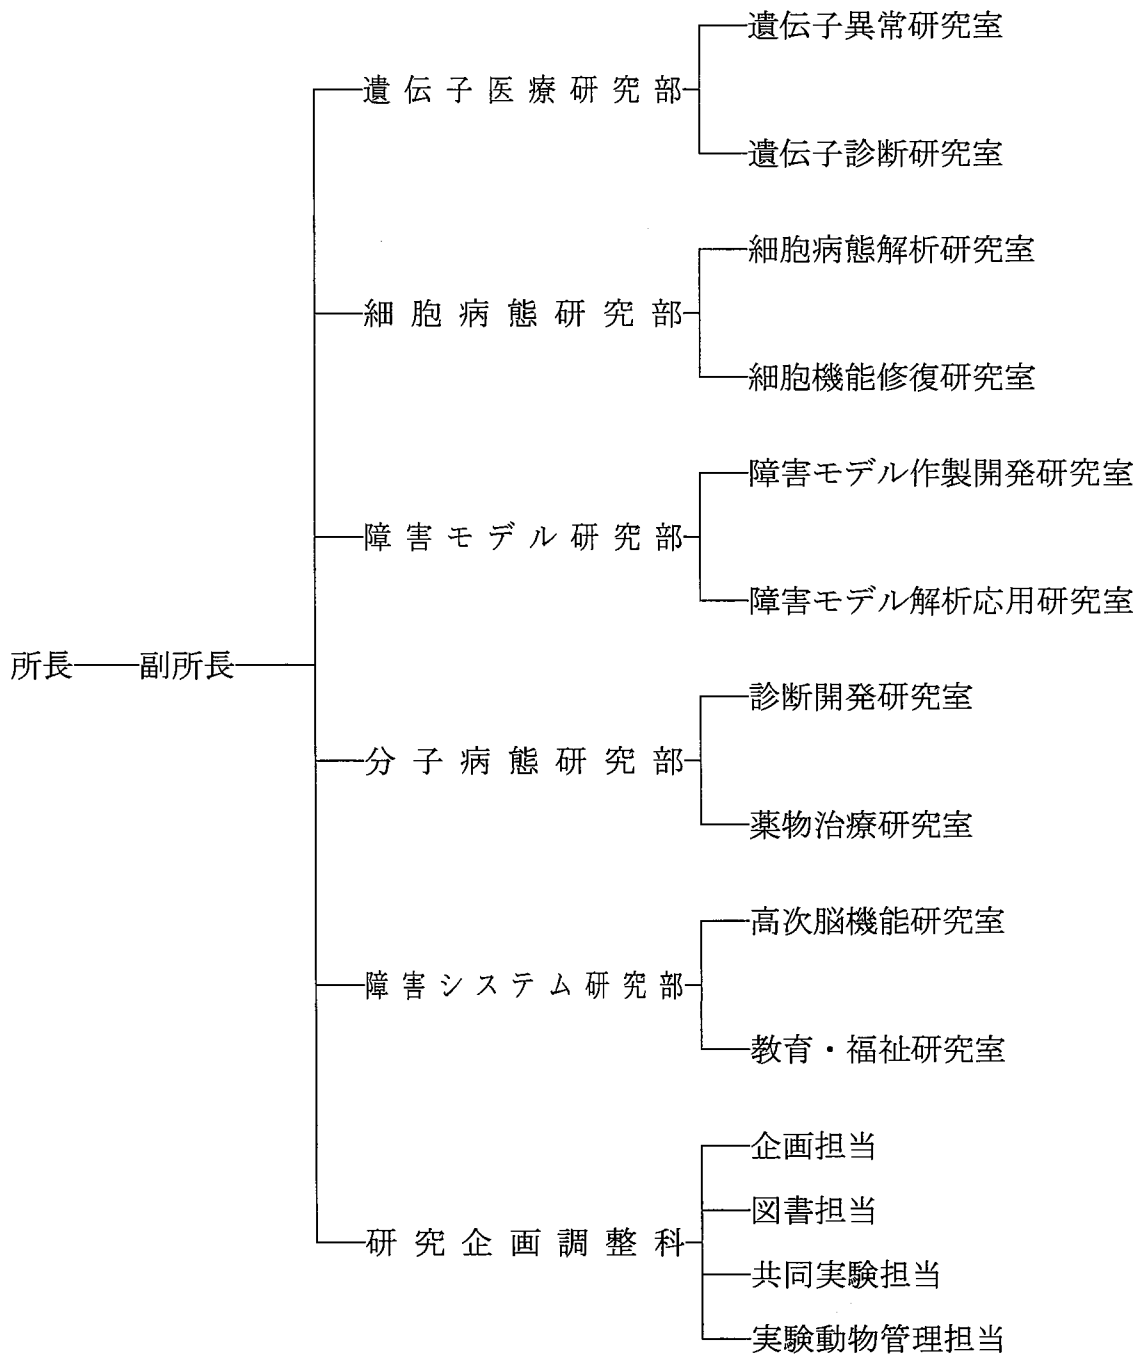 所長
副所長
遺伝子医療研究部
遺伝子異常研究室
遺伝子診断研究室
細胞病態研究部
細胞病態解析研究室
細胞機能修復研究室
障害モデル研究部
障害モデル作製開発研究室
障害モデル解析応用研究室
分子病態研究部
診断開発研究室
薬物治療研究室
障害システム研究部
高次脳機能研究室
教育・福祉研究室
研究企画調整科
企画担当
図書担当
共同実験担当
実験動物管理担当